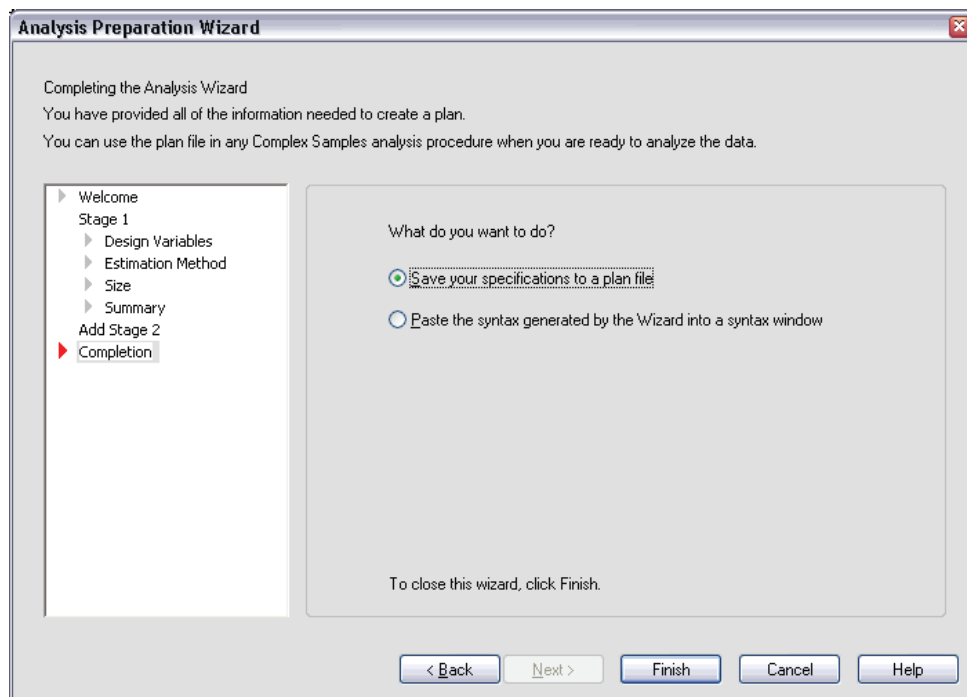 Analysis Preparation Wizard
Completing the Analysis Wizard
You have provided all of the information needed to create a plan.
You can use the plan file in any Complex Samples analysis procedure when you are ready to analyze the data.
Welcome
Stage 1
Design Variables
Estimation Method
Size
Summary
Add Stage 2
Completion
What do you want to do?
Save your specifications to a plan file
Paste the syntax generated by the Wizard into a syntax window
To close this wizard, click Finish.
< Back Next > Finish Cancel Help